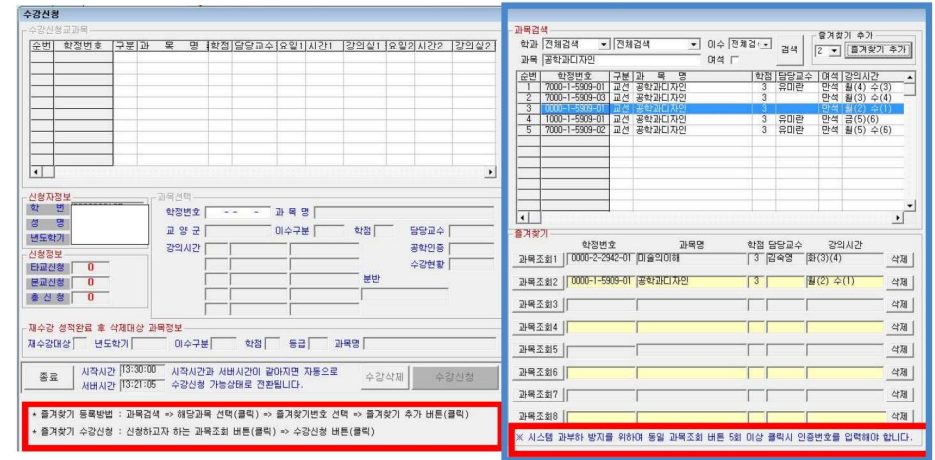 수강신청
수강신청교과목
순번 학정번호 구분 과 목 명 학점 담당교수 요일1 시간1 강의실1 요일2 시간2 강의실2
신청자정보
학 번
성 명
년도학기
신청정보
타교신청 0
본교신청 0
총 신 청 0
과목선택
학정번호 -- - 과 목 명
교 양 군 이수구분 학점 담당교수
강의시간 공학인증
수강현황
분반
재수강 성적완료 후 삭제대상 과목정보
재수강대상 년도학기 이수구분 학점 등급 과목명
종료 시작시간 13:30:00 시작시간과 서버시간이 같아지면 자동으로 수강삭제 수강신청
서버시간 13:21:05 수강신청 가능상태로 전환됩니다.
* 즐겨찾기 등록방법 : 과목검색 => 해당과목 선택(클릭) => 즐겨찾기번호 선택 => 즐겨찾기 추가 버튼(클릭)
* 즐겨찾기 수강신청 : 신청하고자 하는 과목조회 버튼(클릭) => 수강신청 버튼(클릭)
과목검색
학과 전체검색 전체검색 이수 전체검 검색 즐겨찾기 추가
2 즐겨찾기 추가
과목 공학과디자인 여석
순번 학정번호 구분 과 목 명 학점 담당교수 여석 강의시간
1 7000-1-5909-01 교선 공학과디자인 3 유미란 만석 월(4) 수(3)
2 7000-1-5909-03 교선 공학과디자인 3 만석 월(3) 수(4)
3 0000-1-5909-01 교선 공학과디자인 3 만석 월(2) 수(1)
4 1000-1-5909-01 교선 공학과디자인 3 유미란 만석 금(5)(6)
5 7000-1-5909-02 교선 공학과디자인 3 유미란 만석 월(5) 수(6)
즐겨찾기
학정번호 과목명 학점 담당교수 강의시간
과목조회1 0000-2-2942-01 미술의이해 3 김숙영 화(3)(4) 삭제
과목조회2 0000-1-5909-01 공학과디자인 3 월(2) 수(1) 삭제
과목조회3 삭제
과목조회4 삭제
과목조회5 삭제
과목조회6 삭제
과목조회7 삭제
과목조회8 삭제
※ 시스템 과부하 방지를 위하여 동일 과목조회 버튼 5회 이상 클릭시 인증번호를 입력해야 합니다.